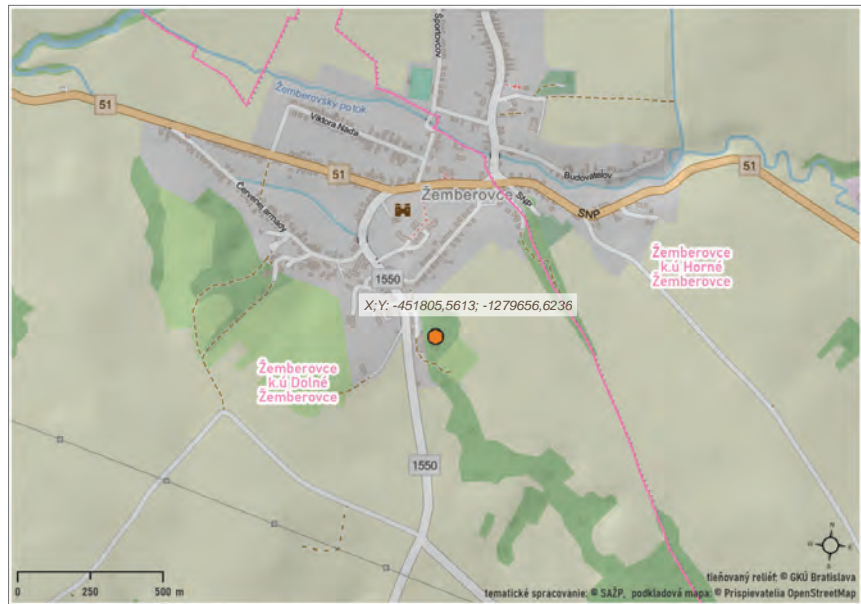 Športovcov
51
Žemberovský potok
Viktora Nađa
51
51
Budovateľov
Žemberovce
SNP
SNP
Červenej armády
Žemberovce
k.ú Horné
Žemberovce
1550
X;Y: -451805,5613; -1279656,6236
Žemberovce
k.ú Dolné
Žemberovce
1550
N
E
S
0 250 500 m
tieňovaný reliéf: © GKÚ Bratislava
tematické spracovanie: © SAŽP, podkladová mapa: © Prispievatelia OpenStreetMap